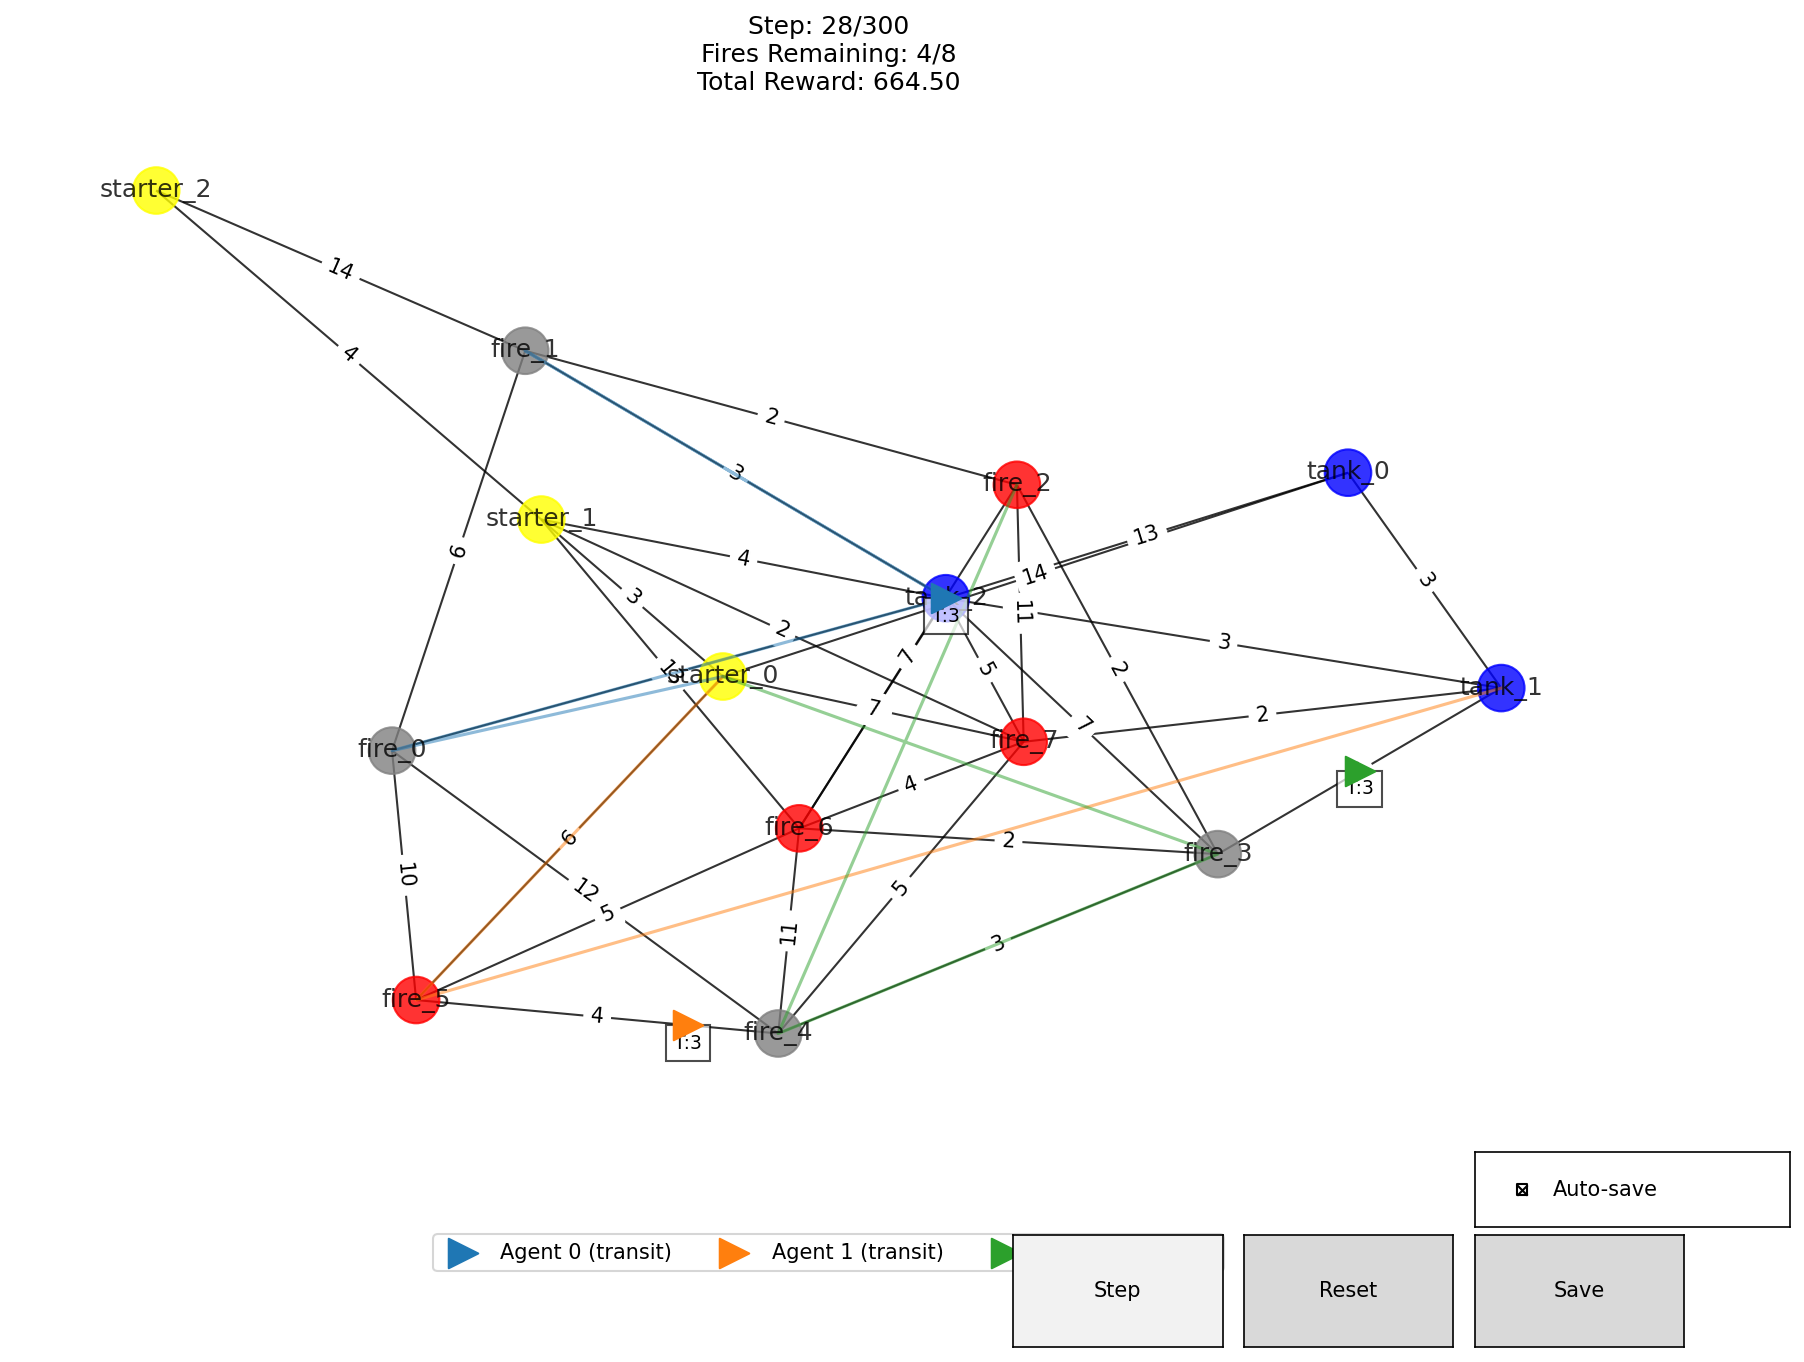 Step: 28/300
Fires Remaining: 4/8
Total Reward: 664.50
starter_2
14
4
fire_1
2
3
6
fire_2
tank_0
starter_1
13
4
14
3
3
11
2
3
starter_0
2
7
5
7
7
2
tank_1
fire_0
fire_7
T:3
4
6
fire_6
2
fire_3
10
12
5
5
11
3
fire_5
4
T:3
fire_4
Auto-save
Agent 0 (transit)
Agent 1 (transit)
Step
Reset
Save